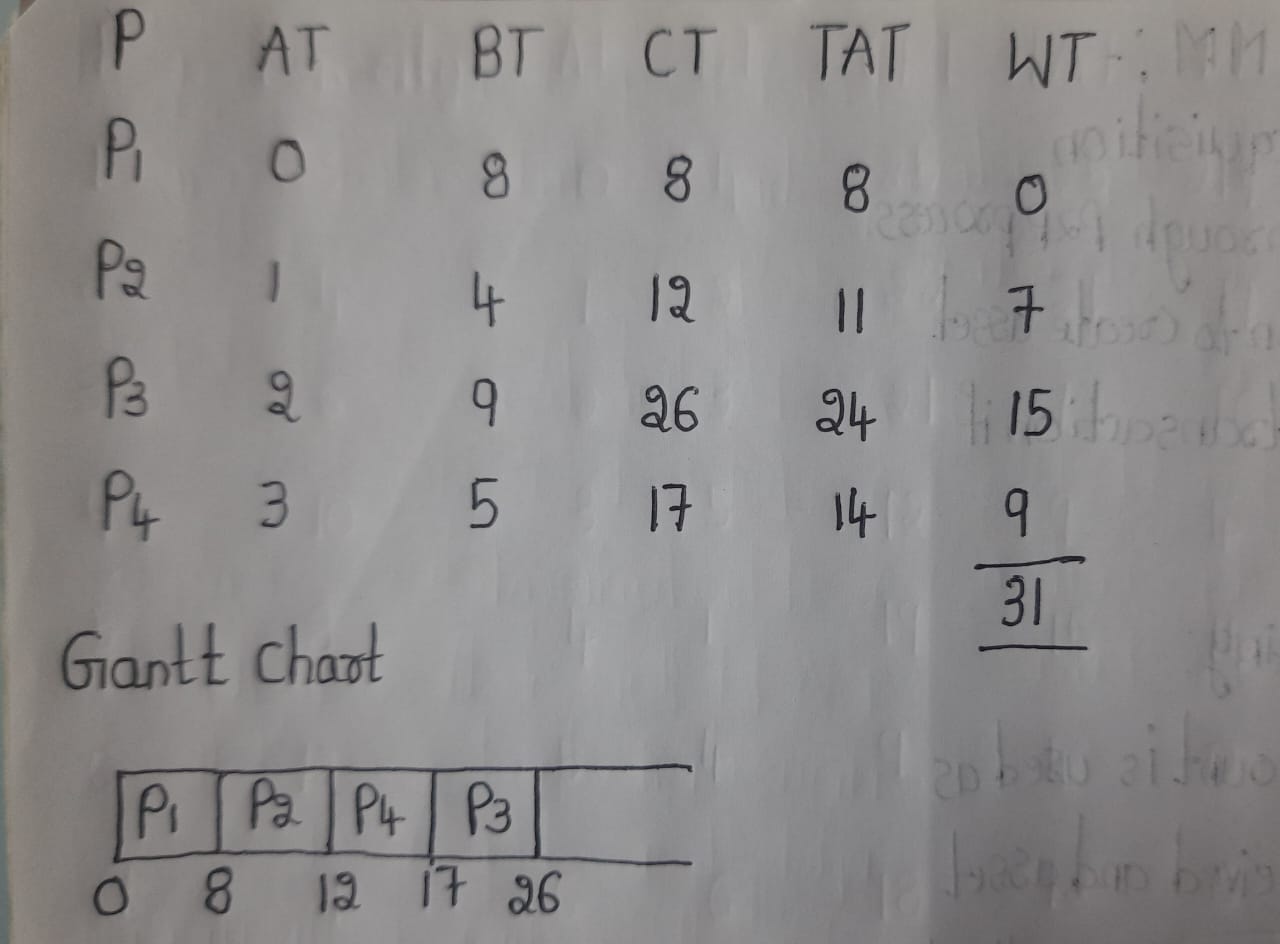 P AT BT CT TAT WT
P1 0 8 8 8 0
P2 1 4 12 11 7
P3 2 9 26 24 15
P4 3 5 17 14 9
31
Gantt Chart
P1 P2 P4 P3
0 8 12 17 26